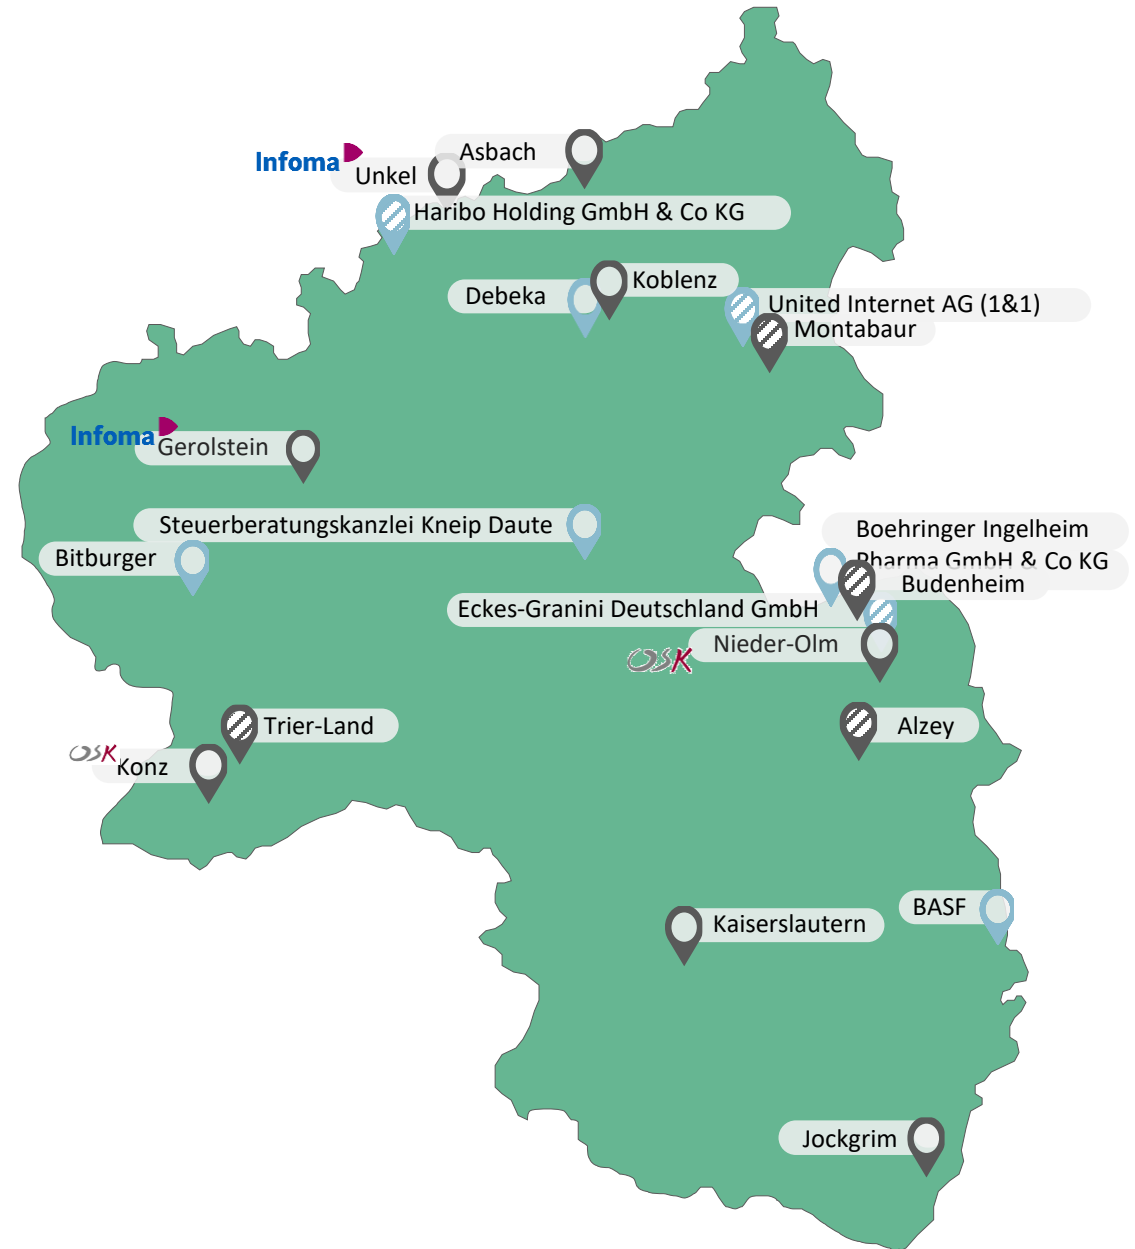 Asbach
Infoma
Unkel
Haribo Holding GmbH & Co KG
Koblenz
Debeka
United Internet AG (1&1)
Montabaur
Infoma
Gerolstein
Steuerberatungskanzlei Kneip Daute
Boehringer Ingelheim
Pharma GmbH & Co KG
Bitburger
Budenheim
Eckes-Granini Deutschland GmbH
Nieder-Olm
OSK
Trier-Land
Alzey
OSK
Konz
BASF
Kaiserslautern
Jockgrim